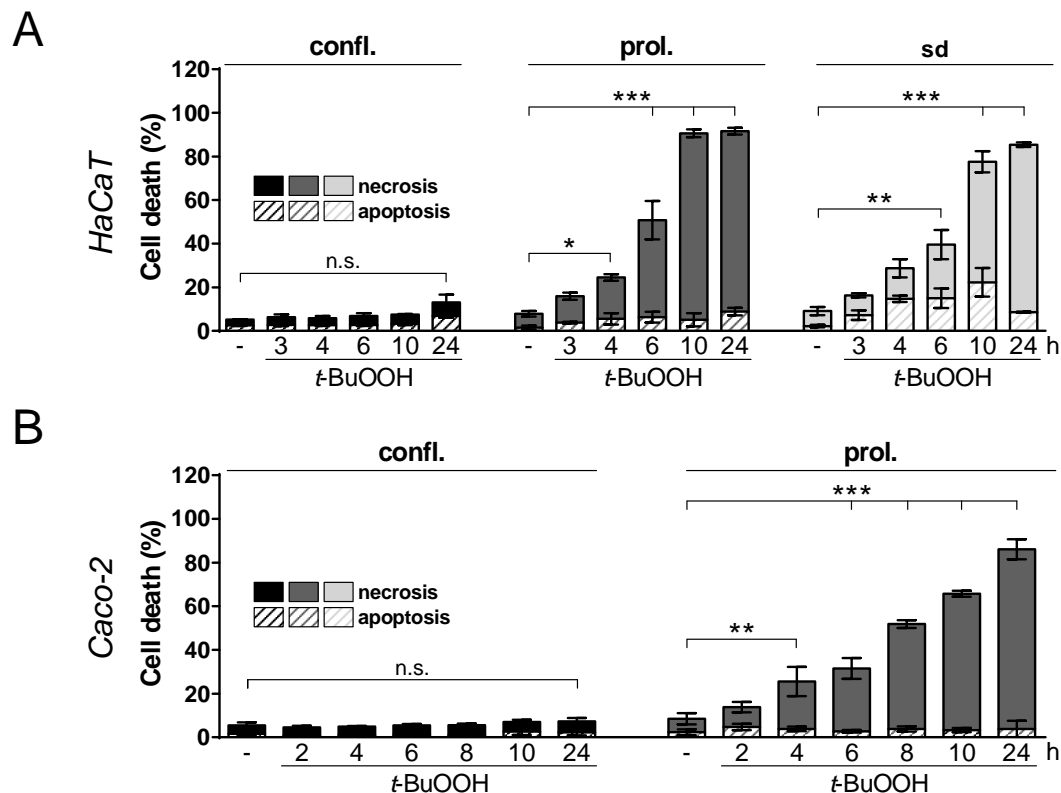 A
confl. prol. sd
120
100
80
60
40
20
0
Cell death (%)
HaCaT
necrosis
apoptosis
n.s.
*
***
**
***
- 3 4 6 10 24 - 3 4 6 10 24 - 3 4 6 10 24 h
t-BuOOH t-BuOOH t-BuOOH
B
confl. prol.
120
100
80
60
40
20
0
Cell death (%)
Caco-2
necrosis
apoptosis
n.s.
**
***
- 2 4 6 8 10 24 - 2 4 6 8 10 24 h
t-BuOOH t-BuOOH